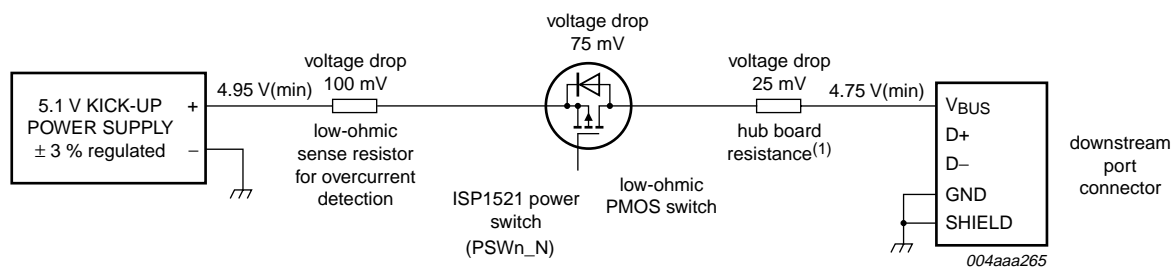 voltage drop
75 mV
voltage drop
100 mV
voltage drop
25 mV
4.95 V(min)
4.75 V(min)
5.1 V KICK-UP
POWER SUPPLY
± 3 % regulated
+
−
low-ohmic
sense resistor
for overcurrent
detection
ISP1521 power
switch
(PSWn_N)
low-ohmic
PMOS switch
hub board
resistance(1)
VBUS
D+
D−
GND
SHIELD
downstream
port
connector
004aaa265